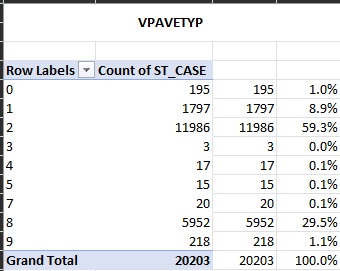 VPAVETYP
Row Labels Count of ST_CASE
0 195 195 1.0%
1 1797 1797 8.9%
2 11986 11986 59.3%
3 3 3 0.0%
4 17 17 0.1%
5 15 15 0.1%
7 20 20 0.1%
8 5952 5952 29.5%
9 218 218 1.1%
Grand Total 20203 20203 100.0%